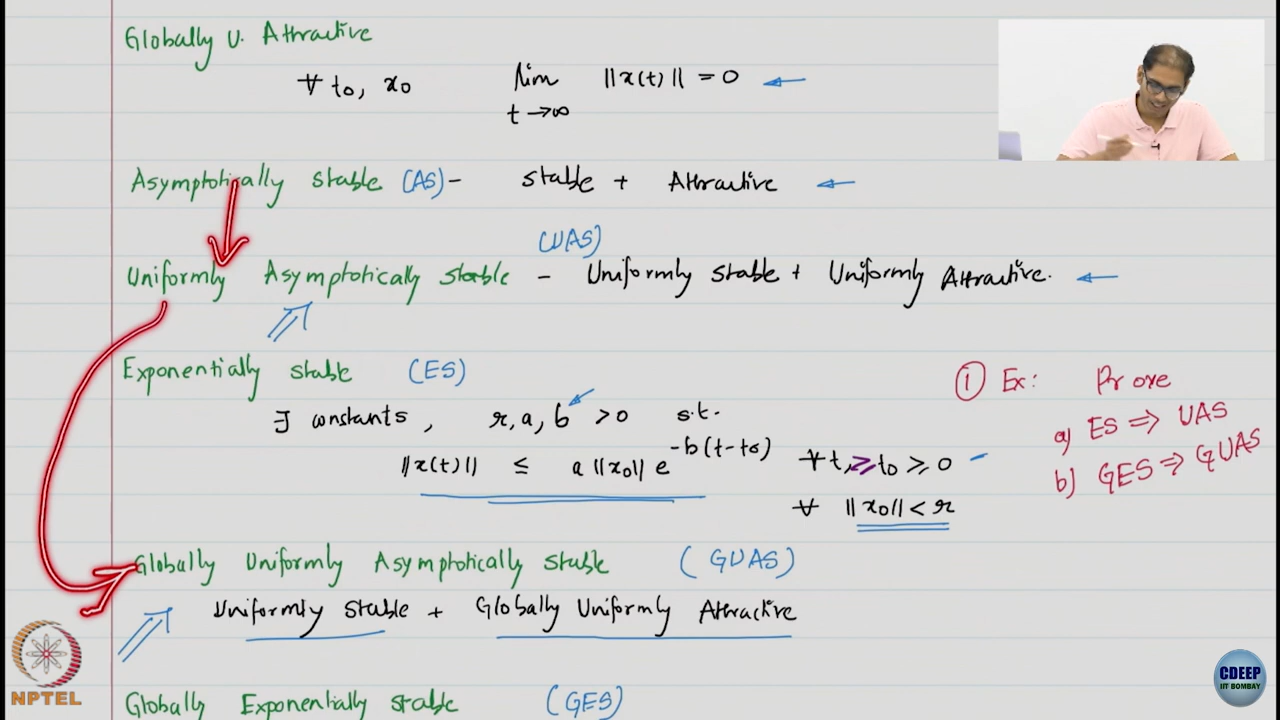 Globally U. Attractive
∀ t₀, x₀ lim ||x(t)|| = 0
t→∞
Asymptotically stable (AS) - stable + Attractive
(UAS)
Uniformly Asymptotically stable - Uniformly stable + Uniformly Attractive.
Exponentially stable (ES)
∃ constants, r, a, b > 0 s.t.
||x(t)|| ≤ a ||x₀|| e^{-b(t-t₀)} ∀ t, ≥ t₀ ≥ 0
∀ ||x₀|| < r
① Ex: Prove
a) ES ⇒ UAS
b) GES ⇒ GUAS
Globally Uniformly Asymptotically stable (GUAS)
Uniformly stable + Globally Uniformly Attractive
Globally Exponentially stable (GES)
NPTEL
CDEEP
IIT BOMBAY